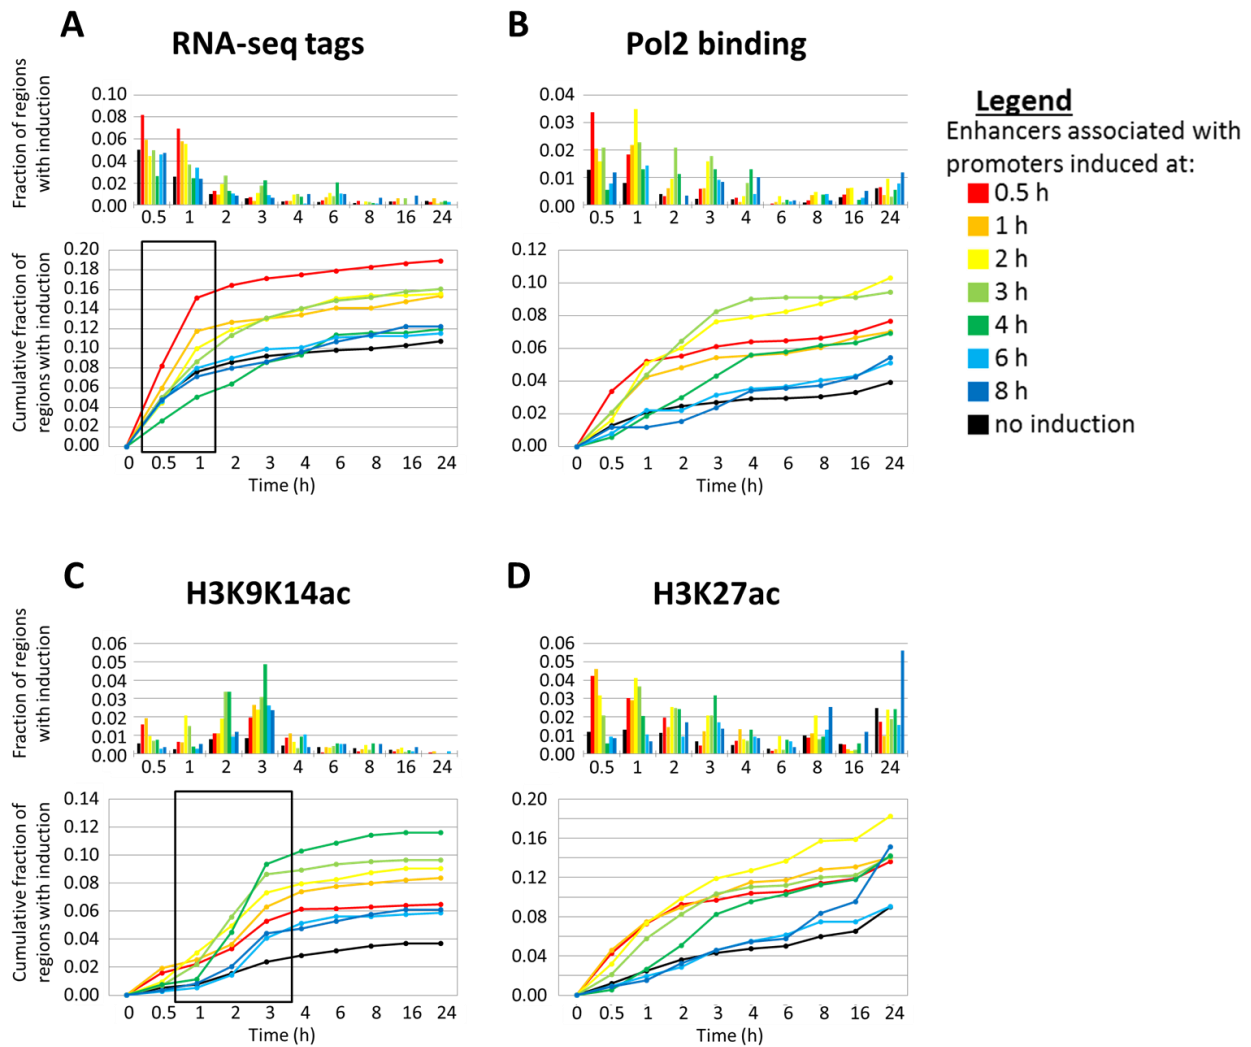 A
RNA-seq tags
Fraction of regions
with induction
0.10
0.08
0.06
0.04
0.02
0.00
0.5 1 2 3 4 6 8 16 24
Cumulative fraction of
regions with induction
0.20
0.18
0.16
0.14
0.12
0.10
0.08
0.06
0.04
0.02
0.00
0 0.5 1 2 3 4 6 8 16 24
Time (h)
B
Pol2 binding
0.04
0.03
0.02
0.01
0.00
0.5 1 2 3 4 6 8 16 24
0.12
0.10
0.08
0.06
0.04
0.02
0.00
0 0.5 1 2 3 4 6 8 16 24
Time (h)
Legend
Enhancers associated with
promoters induced at:
0.5 h
1 h
2 h
3 h
4 h
6 h
8 h
no induction
C
H3K9K14ac
Fraction of regions
with induction
0.06
0.05
0.04
0.03
0.02
0.01
0.00
0.5 1 2 3 4 6 8 16 24
Cumulative fraction of
regions with induction
0.14
0.12
0.10
0.08
0.06
0.04
0.02
0.00
0 0.5 1 2 3 4 6 8 16 24
Time (h)
D
H3K27ac
0.06
0.05
0.04
0.03
0.02
0.01
0.00
0.5 1 2 3 4 6 8 16 24
0.20
0.16
0.12
0.08
0.04
0.00
0 0.5 1 2 3 4 6 8 16 24
Time (h)